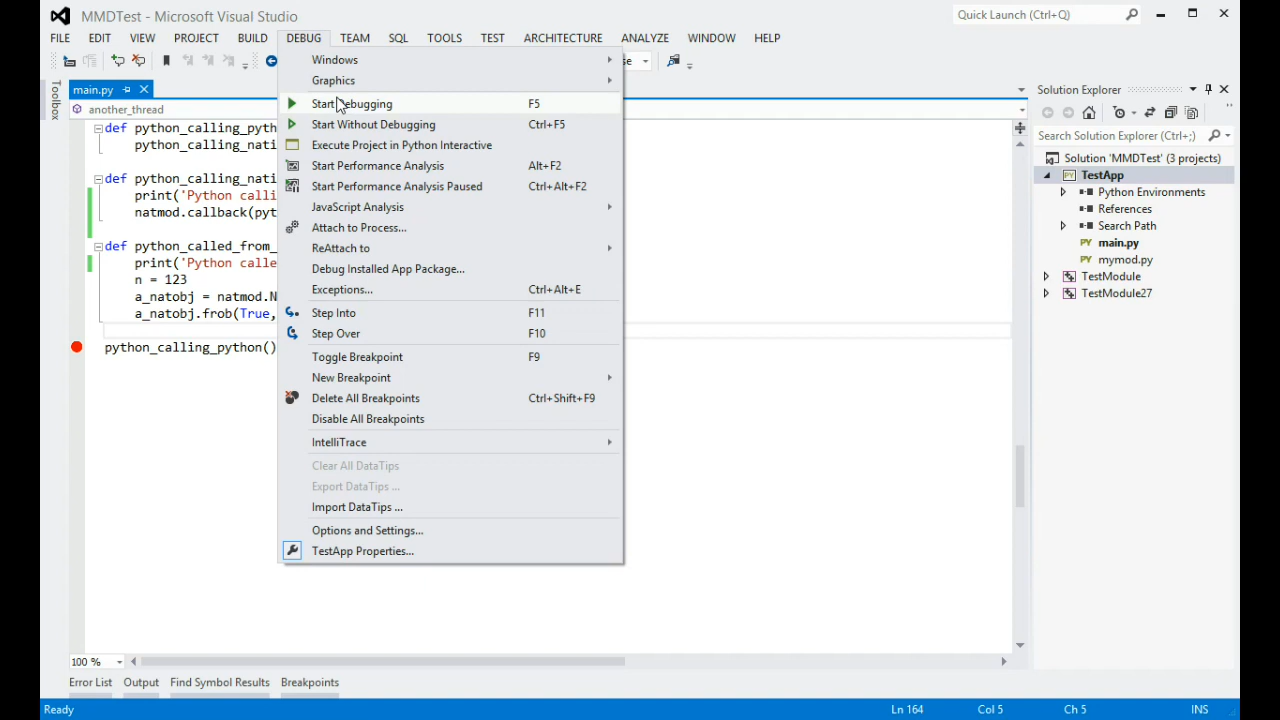 MMDTest - Microsoft Visual Studio
Quick Launch (Ctrl+Q)
FILE EDIT VIEW PROJECT BUILD DEBUG TEAM SQL TOOLS TEST ARCHITECTURE ANALYZE WINDOW HELP
main.py
another_thread
def python_calling_pyth
python_calling_nati
def python_calling_nati
print('Python calli
natmod.callback(pyt
def python_called_from_
print('Python calle
n = 123
a_natobj = natmod.N
a_natobj.frob(True,
python_calling_python()
Toolbox
Windows
Graphics
Start Debugging F5
Start Without Debugging Ctrl+F5
Execute Project in Python Interactive
Start Performance Analysis Alt+F2
Start Performance Analysis Paused Ctrl+Alt+F2
JavaScript Analysis
Attach to Process...
ReAttach to
Debug Installed App Package...
Exceptions... Ctrl+Alt+E
Step Into F11
Step Over F10
Toggle Breakpoint F9
New Breakpoint
Delete All Breakpoints Ctrl+Shift+F9
Disable All Breakpoints
IntelliTrace
Clear All DataTips
Export DataTips ...
Import DataTips ...
Options and Settings...
TestApp Properties...
se
Solution Explorer
Search Solution Explorer (Ctrl+;)
Solution 'MMDTest' (3 projects)
PY TestApp
Python Environments
References
Search Path
PY main.py
PY mymod.py
TestModule
TestModule27
100 %
Error List Output Find Symbol Results Breakpoints
Ready Ln 164 Col 5 Ch 5 INS